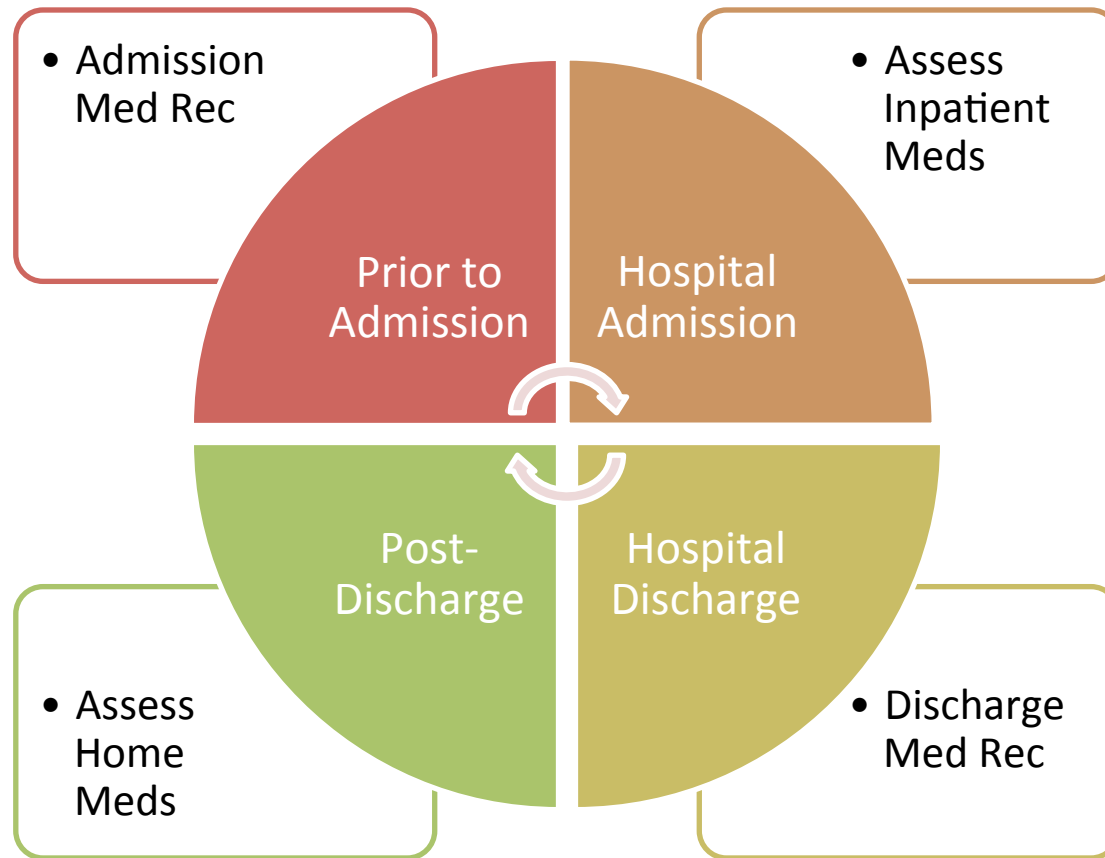 • Admission
Med Rec
• Assess
Inpatient
Meds
Prior to
Admission
Hospital
Admission
Post-
Discharge
Hospital
Discharge
• Assess
Home
Meds
• Discharge
Med Rec